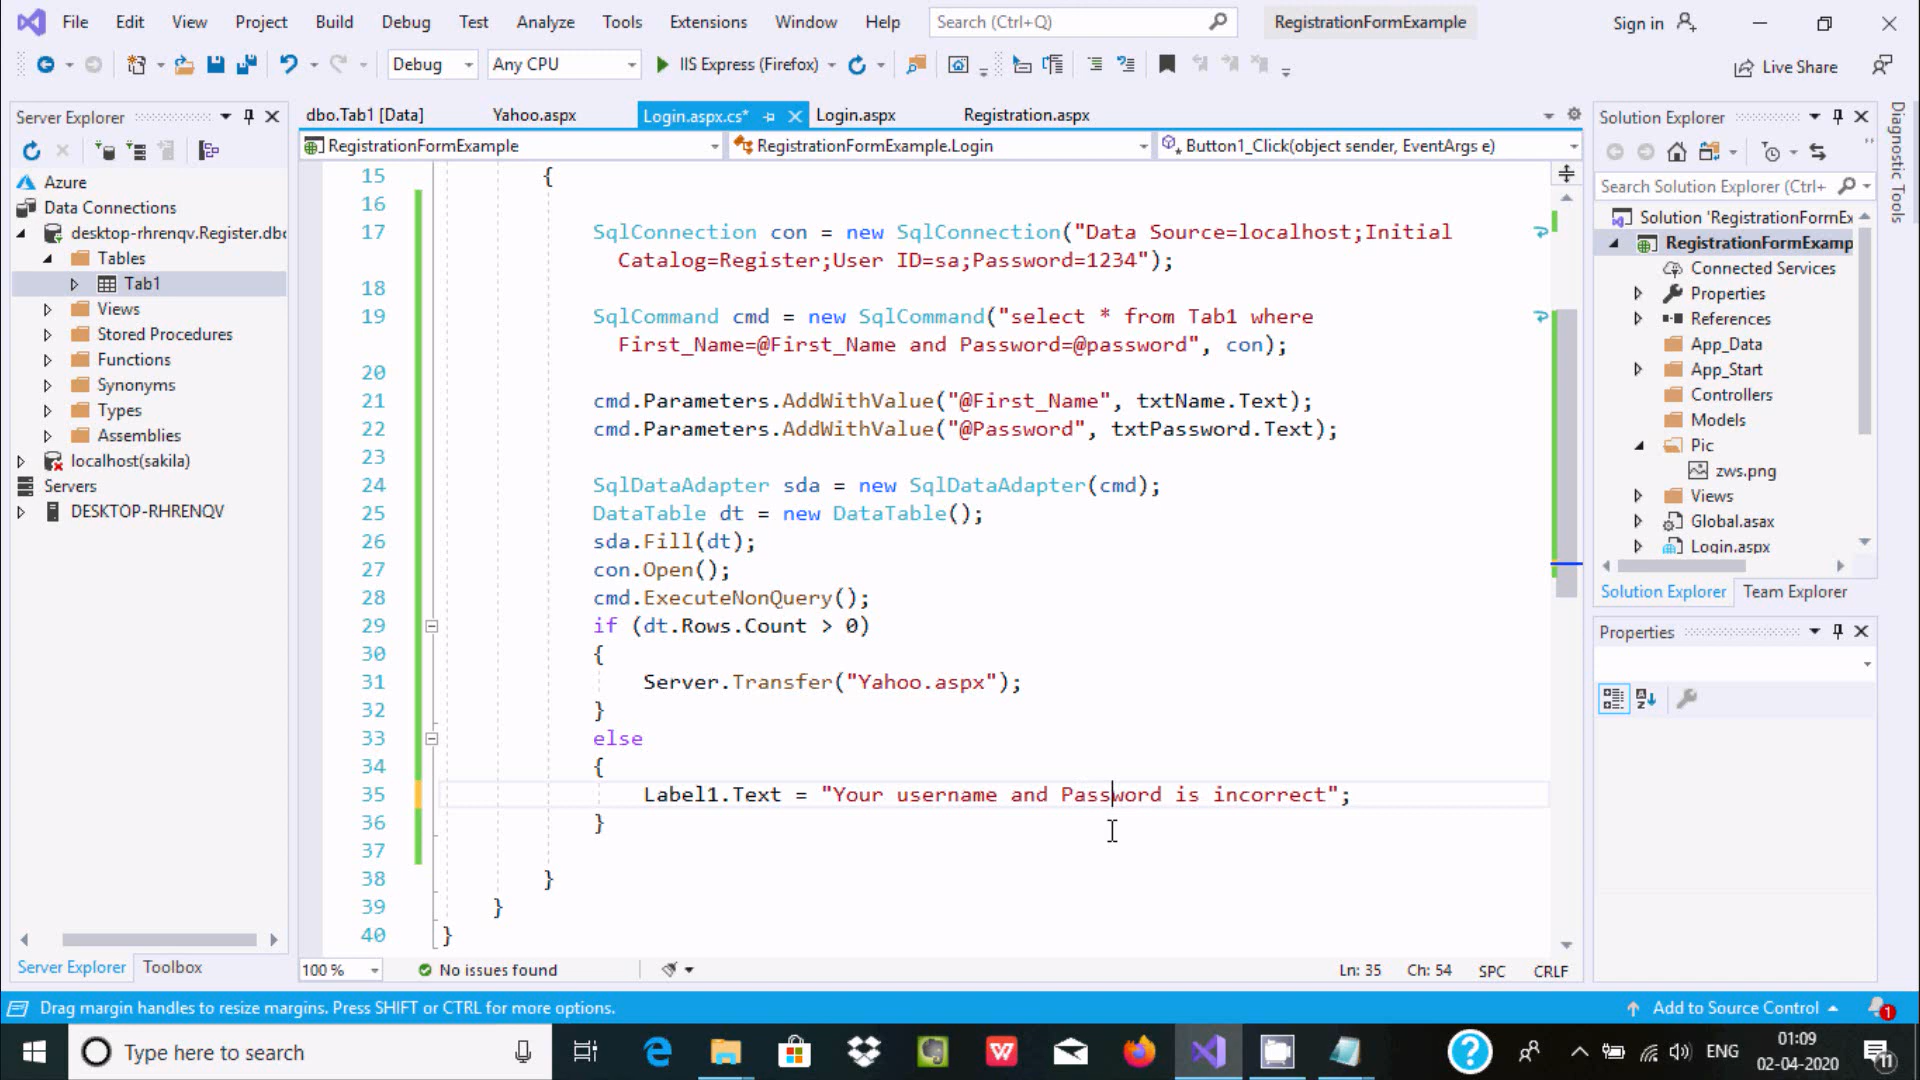 File Edit View Project Build Debug Test Analyze Tools Extensions Window Help Search (Ctrl+Q) RegistrationFormExample Sign in
Debug Any CPU IIS Express (Firefox) Live Share
Server Explorer
Azure
Data Connections
desktop-rhrenqv.Register.dbo
Tables
Tab1
Views
Stored Procedures
Functions
Synonyms
Types
Assemblies
localhost(sakila)
Servers
DESKTOP-RHRENQV
Server Explorer Toolbox
dbo.Tab1 [Data] Yahoo.aspx Login.aspx.cs* Login.aspx Registration.aspx
RegistrationFormExample RegistrationFormExample.Login Button1_Click(object sender, EventArgs e)
15 {
16
17 SqlConnection con = new SqlConnection("Data Source=localhost;Initial
Catalog=Register;User ID=sa;Password=1234");
18
19 SqlCommand cmd = new SqlCommand("select * from Tab1 where
First_Name=@First_Name and Password=@password", con);
20
21 cmd.Parameters.AddWithValue("@First_Name", txtName.Text);
22 cmd.Parameters.AddWithValue("@Password", txtPassword.Text);
23
24 SqlDataAdapter sda = new SqlDataAdapter(cmd);
25 DataTable dt = new DataTable();
26 sda.Fill(dt);
27 con.Open();
28 cmd.ExecuteNonQuery();
29 if (dt.Rows.Count > 0)
30 {
31 Server.Transfer("Yahoo.aspx");
32 }
33 else
34 {
35 Label1.Text = "Your username and Password is incorrect";
36 }
37
38 }
39 }
40 }
100 % No issues found Ln: 35 Ch: 54 SPC CRLF
Solution Explorer
Search Solution Explorer (Ctrl+
Solution 'RegistrationFormEx
RegistrationFormExamp
Connected Services
Properties
References
App_Data
App_Start
Controllers
Models
Pic
zws.png
Views
Global.asax
Login.aspx
Solution Explorer Team Explorer
Properties
Diagnostic Tools
Drag margin handles to resize margins. Press SHIFT or CTRL for more options. Add to Source Control 1
Type here to search ENG 01:09
02-04-2020 11